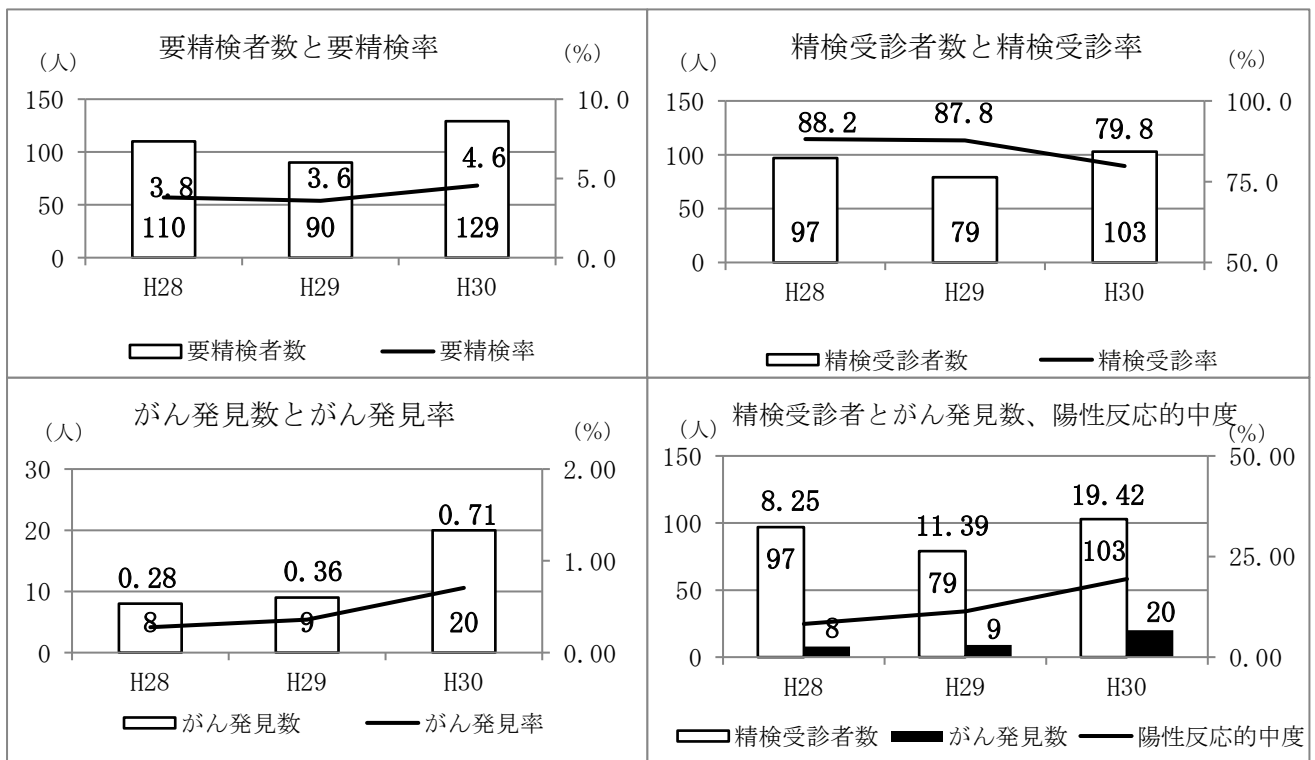 要精検者数と要精検率
(人)
(%)
150
100
50
0
10.0
5.0
0.0
3.8
3.6
4.6
110
90
129
H28
H29
H30
要精検者数
要精検率
精検受診者数と精検受診率
(人)
(%)
150
100
50
0
100.0
75.0
50.0
88.2
87.8
79.8
97
79
103
H28
H29
H30
精検受診者数
精検受診率
がん発見数とがん発見率
(人)
(%)
30
20
10
0
2.00
1.00
0.00
0.28
0.36
0.71
8
9
20
H28
H29
H30
がん発見数
がん発見率
精検受診者とがん発見数、陽性反応的中度
(人)
(%)
150
100
50
0
50.00
25.00
0.00
8.25
11.39
19.42
97
79
103
8
9
20
H28
H29
H30
精検受診者数
がん発見数
陽性反応的中度